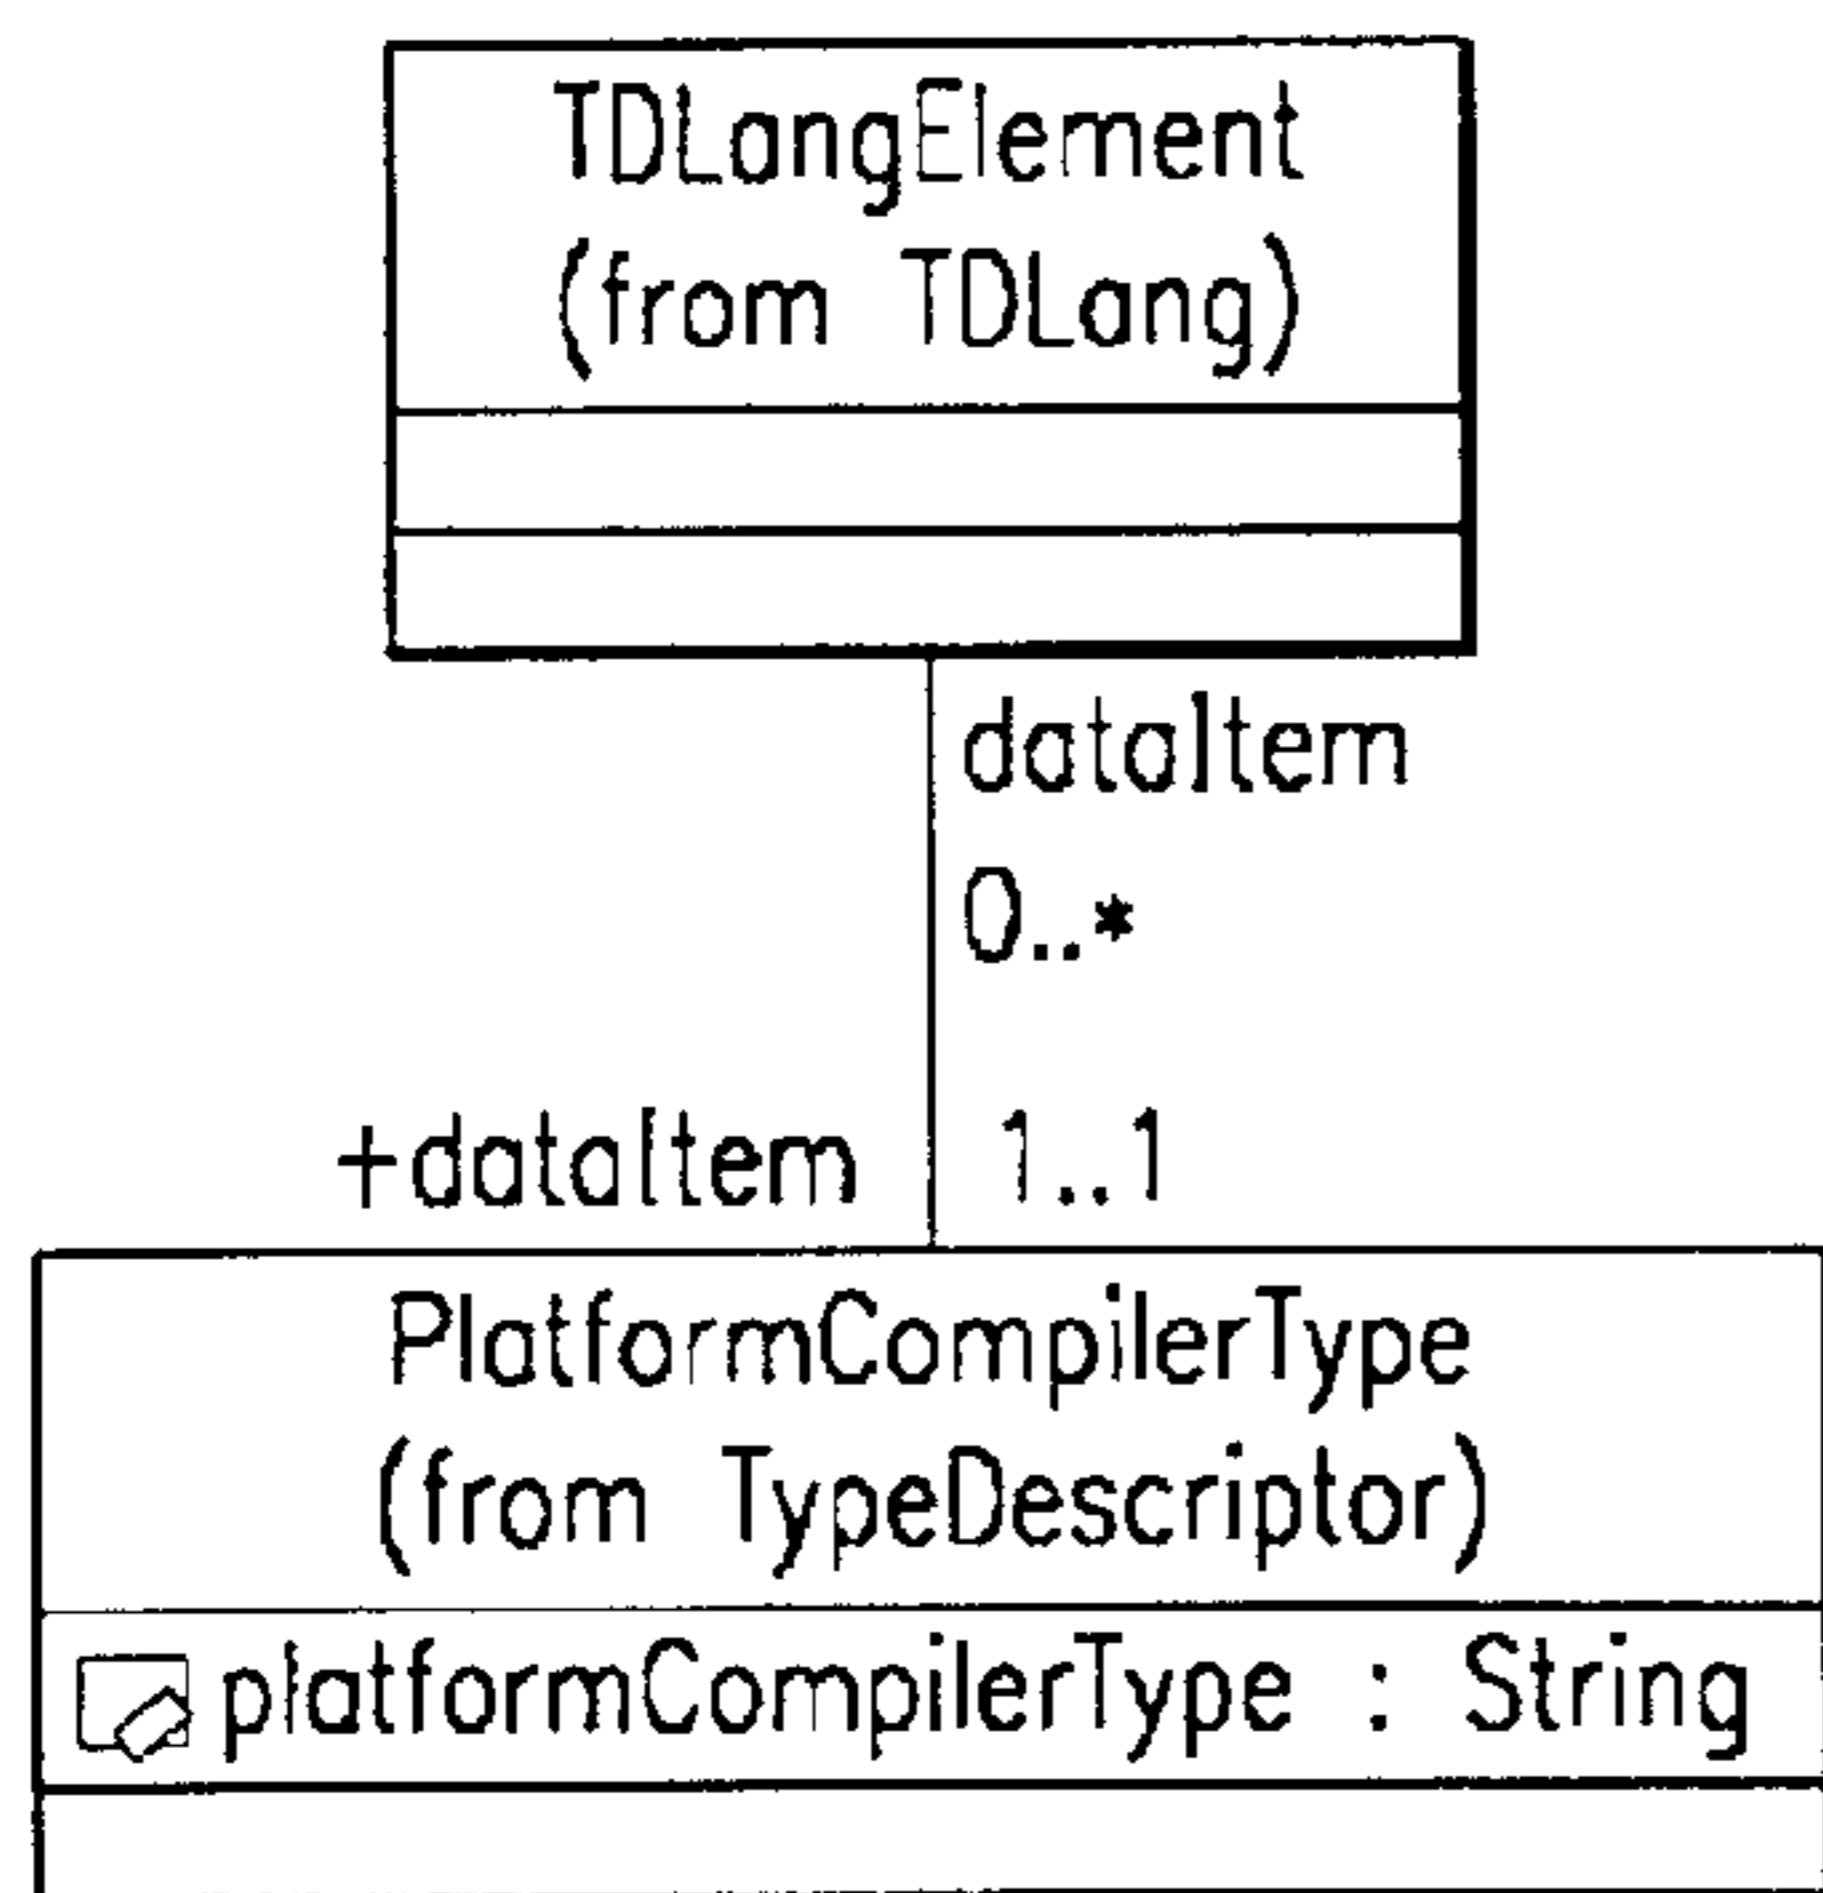 TDLangElement
(from TDLang)
dataItem
0..*
+dataItem 1..1
PlatformCompilerType
(from TypeDescriptor)
platformCompilerType : String